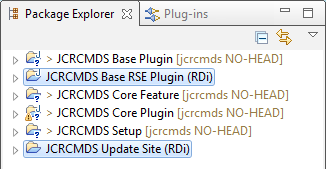 Package Explorer Plug-ins
> JCRCMDS Base Plugin [jcrcmds NO-HEAD]
JCRCMDS Base RSE Plugin (RDi)
> JCRCMDS Core Feature [jcrcmds NO-HEAD]
> JCRCMDS Core Plugin [jcrcmds NO-HEAD]
> JCRCMDS Setup [jcrcmds NO-HEAD]
JCRCMDS Update Site (RDi)